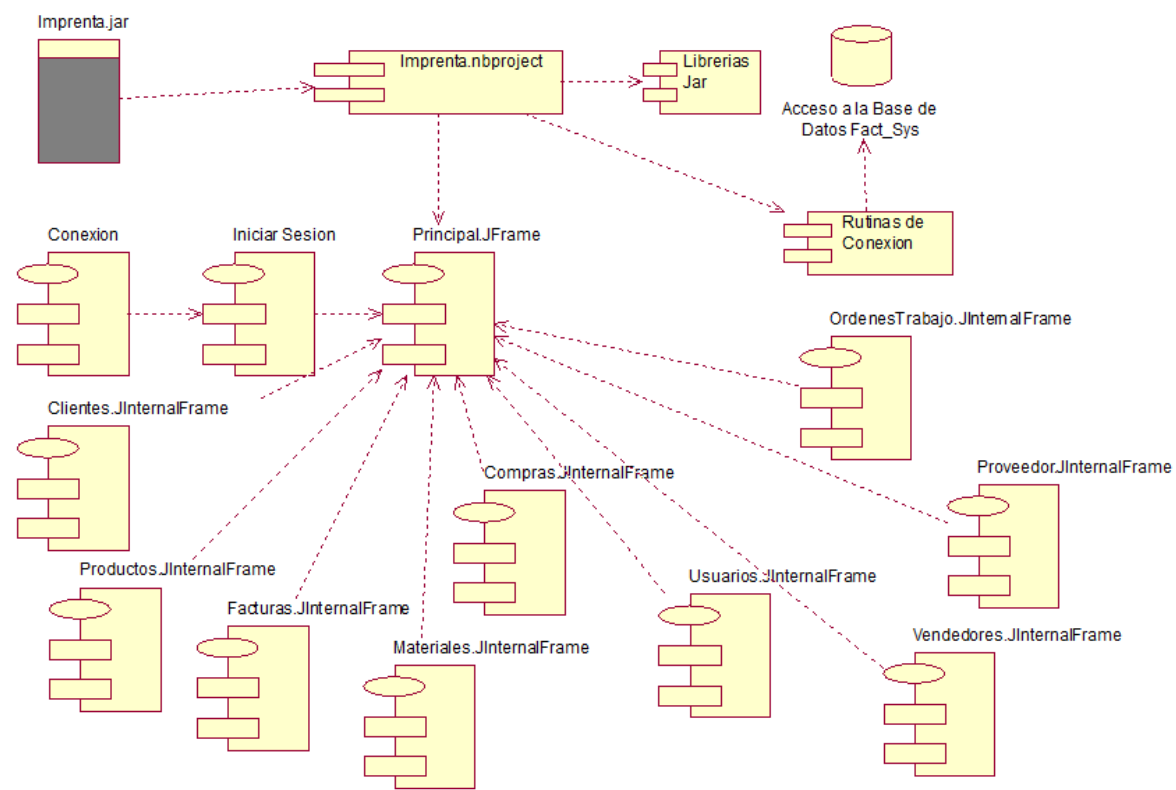 Imprenta.jar
Imprenta.nbproject
Librerias
Jar
Acceso a la Base de
Datos Fact_Sys
Rutinas de
Conexion
Conexion
Iniciar Sesion
Principal.JFrame
OrdenesTrabajo.JInternalFrame
Clientes.JInternalFrame
Compras.JInternalFrame
Proveedor.JInternalFrame
Productos.JInternalFrame
Usuarios.JInternalFrame
Facturas.JInternalFrame
Vendedores.JInternalFrame
Materiales.JInternalFrame